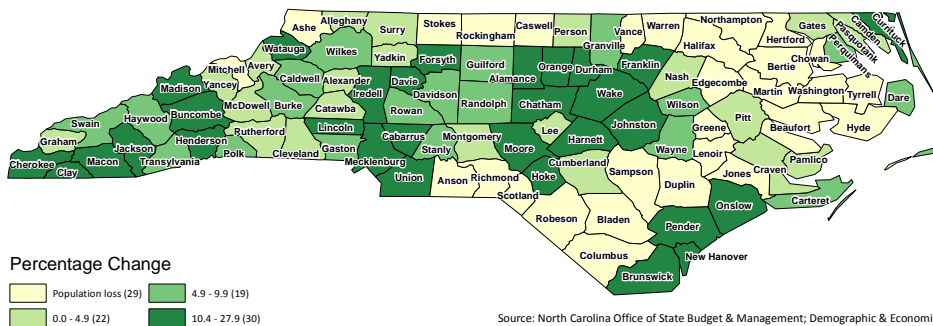 Ashe
Alleghany
Surry
Stokes
Rockingham
Caswell
Person
Vance
Warren
Northampton
Gates
Camden
Currituck
Pasquotank
Perquimans
Granville
Halifax
Hertford
Chowan
Watauga
Wilkes
Yadkin
Forsyth
Guilford
Alamance
Orange
Durham
Franklin
Nash
Edgecombe
Bertie
Martin
Washington
Tyrrell
Dare
Mitchell
Avery
Yancey
Caldwell
Alexander
Iredell
Davie
Davidson
Randolph
Chatham
Wake
Wilson
Pitt
Beaufort
Hyde
Madison
Buncombe
McDowell
Burke
Catawba
Rowan
Swain
Haywood
Graham
Jackson
Henderson
Rutherford
Lincoln
Cabarrus
Montgomery
Lee
Harnett
Johnston
Wayne
Greene
Lenoir
Craven
Pamlico
Cherokee
Clay
Macon
Transylvania
Polk
Cleveland
Gaston
Mecklenburg
Stanly
Moore
Cumberland
Sampson
Duplin
Jones
Carteret
Union
Anson
Richmond
Scotland
Hoke
Onslow
Robeson
Bladen
Pender
Columbus
New Hanover
Brunswick
Percentage Change
Population loss (29)
4.9 - 9.9 (19)
0.0 - 4.9 (22)
10.4 - 27.9 (30)
Source: North Carolina Office of State Budget & Management; Demographic & Economi